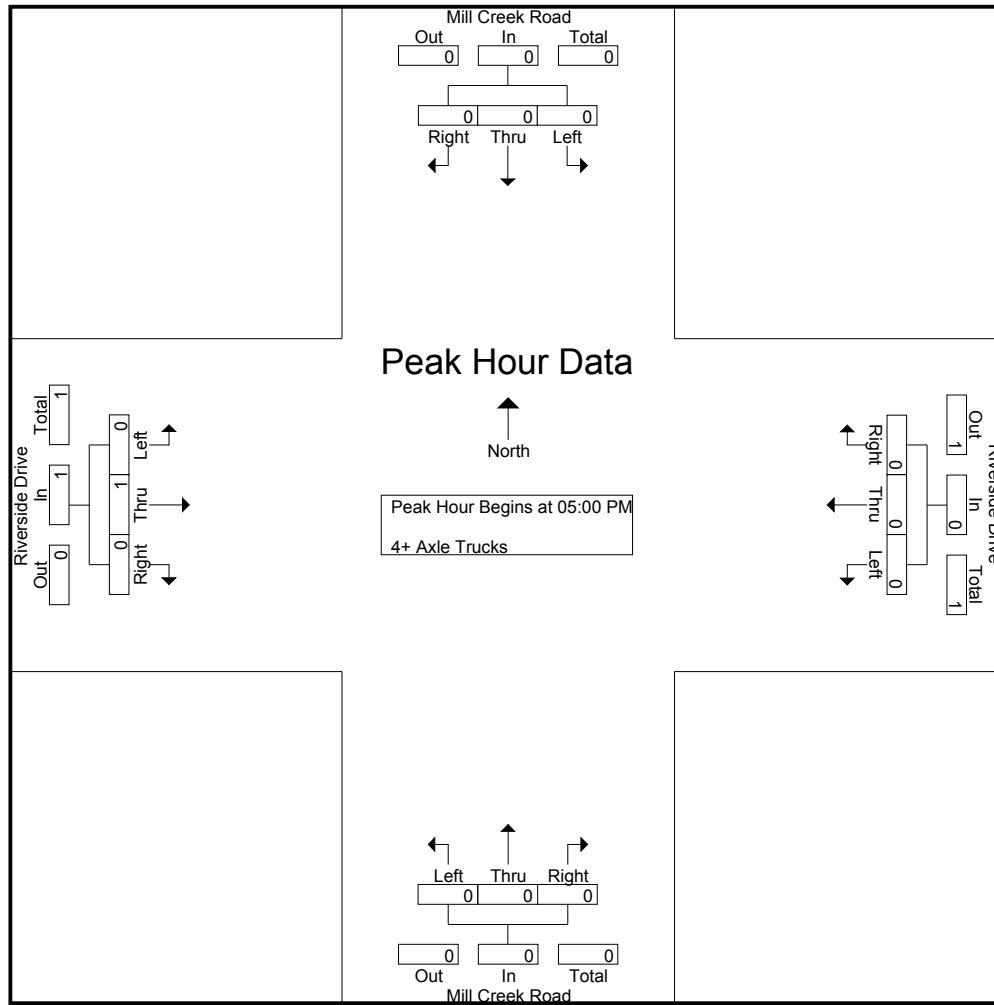 Mill Creek Road
Out In Total
0 0 0
0 0 0
Right Thru Left
Peak Hour Data
North
Peak Hour Begins at 05:00 PM
4+ Axle Trucks
Riverside Drive
Out In Total
0 1 1
0 1 0
Right Thru Left
Riverside Drive
Out In Total
1 0 1
0 0 0
Right Thru Left
Left Thru Right
0 0 0
0 0 0
Out In Total
Mill Creek Road